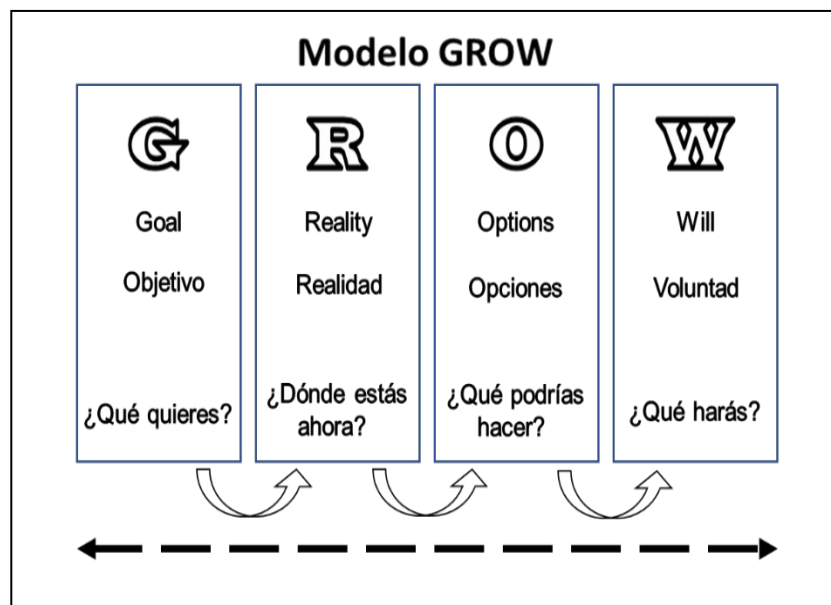 Modelo GROW
G
Goal
Objetivo
¿Qué quieres?
R
Reality
Realidad
¿Dónde estás
ahora?
O
Options
Opciones
¿Qué podrías
hacer?
W
Will
Voluntad
¿Qué harás?